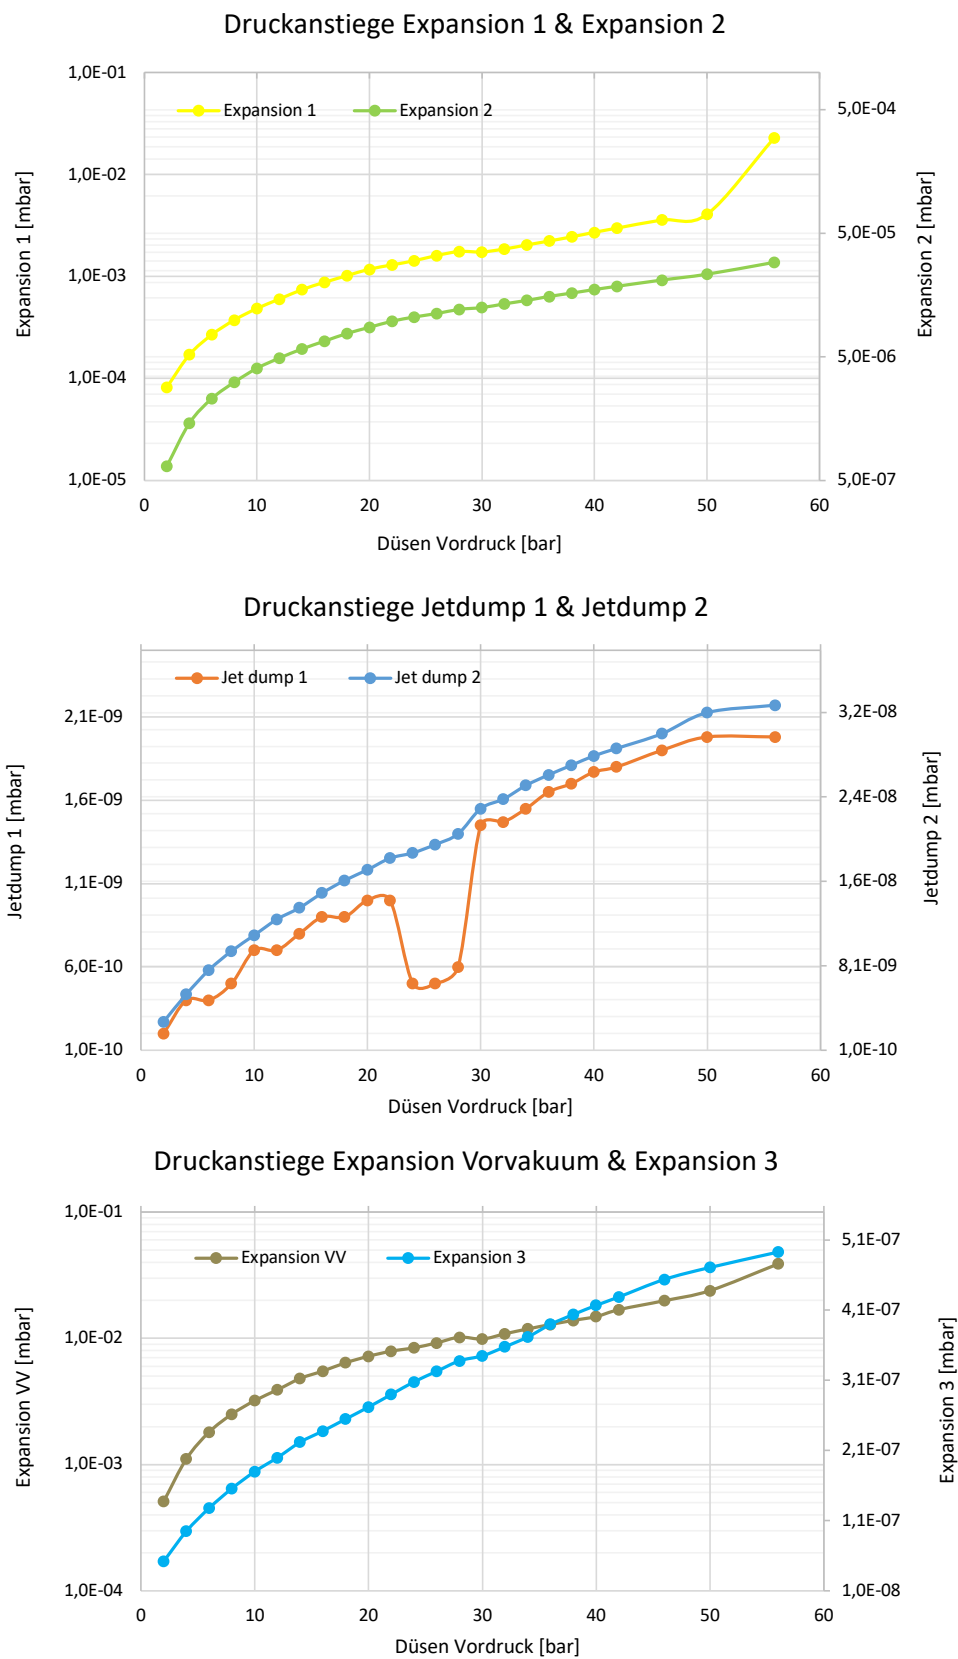 Druckanstiege Expansion 1 & Expansion 2
1,0E-01
1,0E-02
1,0E-03
1,0E-04
1,0E-05
Expansion 1 [mbar]
Expansion 1
Expansion 2
5,0E-04
5,0E-05
5,0E-06
5,0E-07
Expansion 2 [mbar]
0 10 20 30 40 50 60
Düsen Vordruck [bar]
Druckanstiege Jetdump 1 & Jetdump 2
2,1E-09
1,6E-09
1,1E-09
6,0E-10
1,0E-10
Jetdump 1 [mbar]
Jet dump 1
Jet dump 2
3,2E-08
2,4E-08
1,6E-08
8,1E-09
1,0E-10
Jetdump 2 [mbar]
0 10 20 30 40 50 60
Düsen Vordruck [bar]
Druckanstiege Expansion Vorvakuum & Expansion 3
1,0E-01
1,0E-02
1,0E-03
1,0E-04
Expansion VV [mbar]
Expansion VV
Expansion 3
5,1E-07
4,1E-07
3,1E-07
2,1E-07
1,1E-07
1,0E-08
Expansion 3 [mbar]
0 10 20 30 40 50 60
Düsen Vordruck [bar]